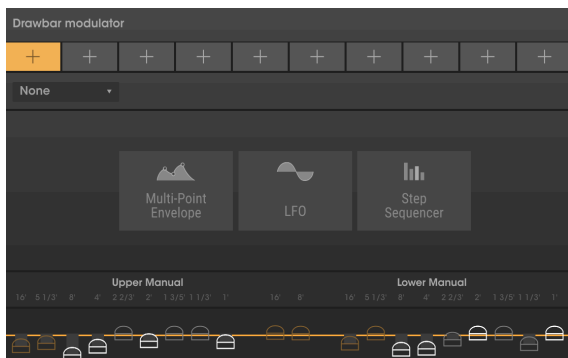 Drawbar modulator
None
Multi-Point
Envelope
LFO
Step
Sequencer
Upper Manual Lower Manual
16' 5 1/3' 8' 4' 2 2/3' 2' 1 3/5' 1 1/3' 1' 16' 8' 16' 5 1/3' 8' 4' 2 2/3' 2' 1 3/5' 1 1/3' 1'